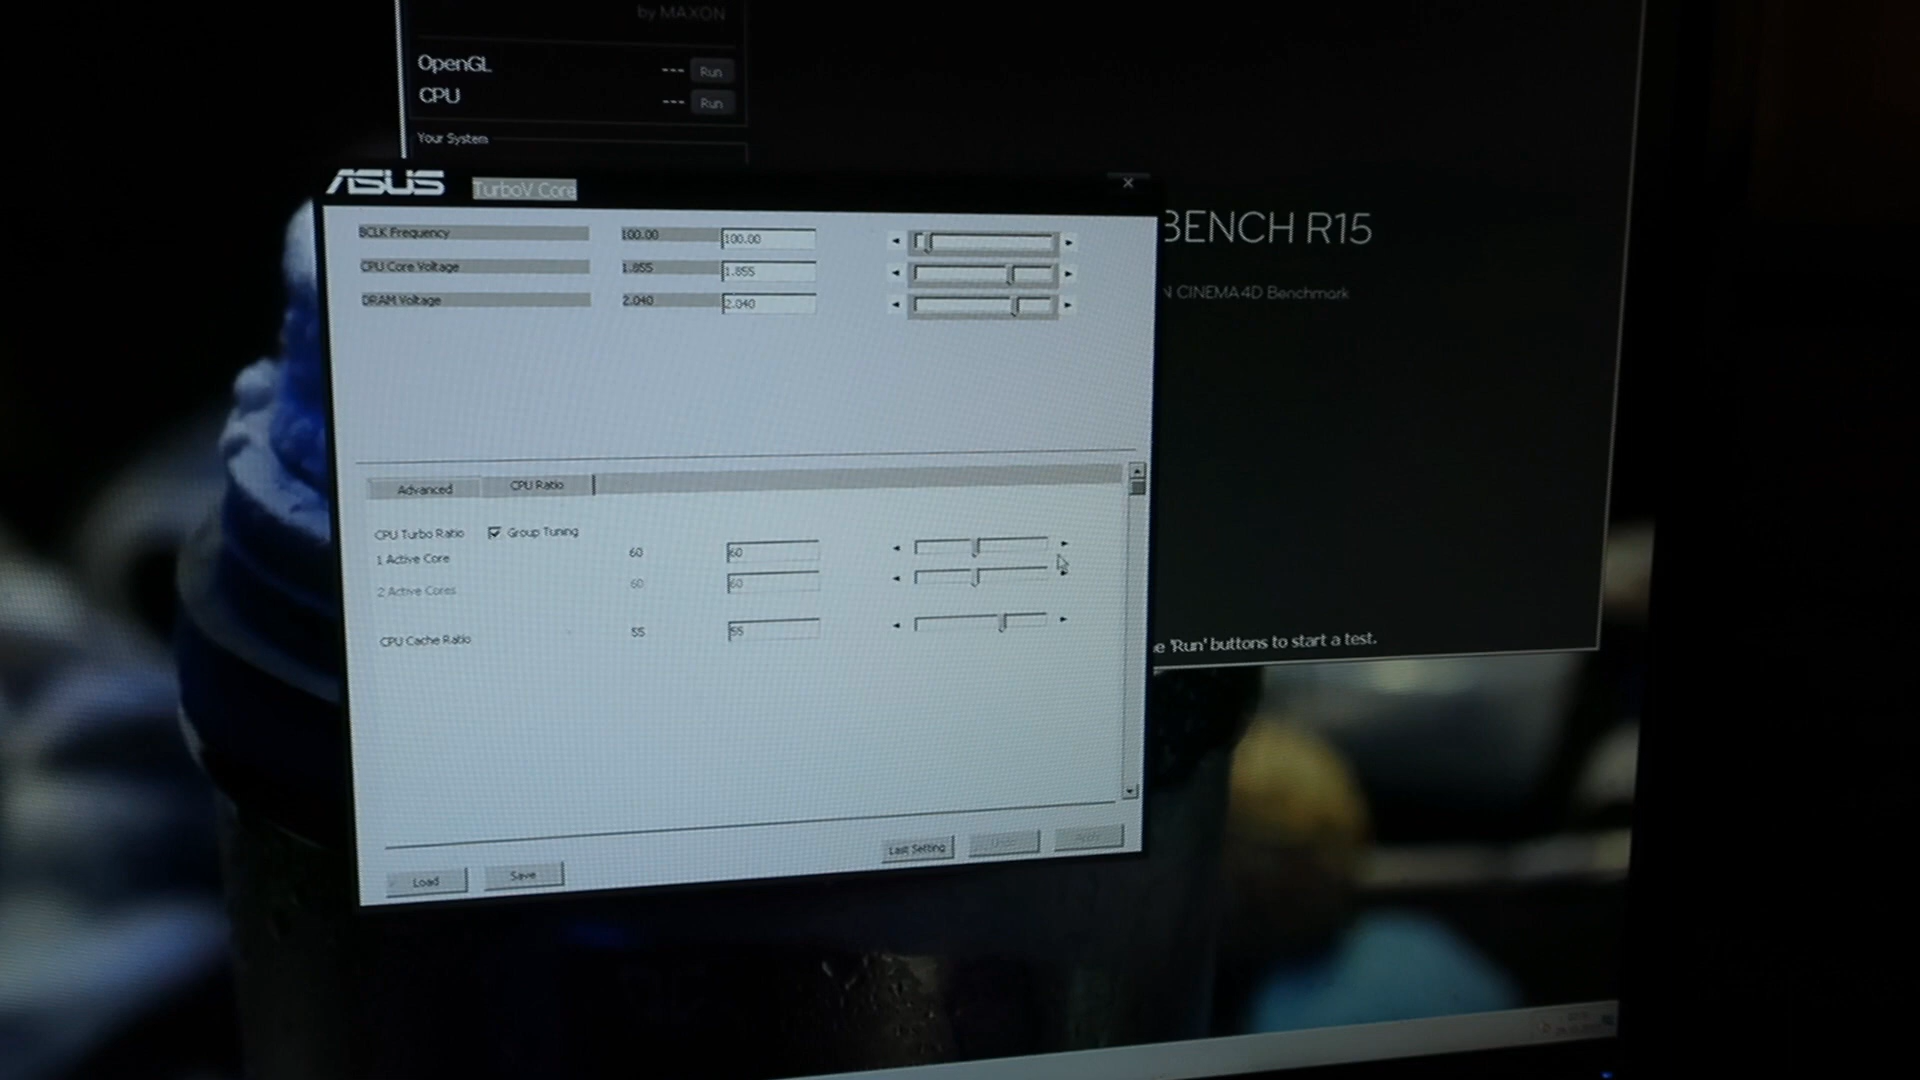 by MAXON
OpenGL --- Run
CPU --- Run
Your System
ASUS TurboV Core ×
BENCH R15
N CINEMA4D Benchmark
BCLK Frequency 100.00 100.00
CPU Core Voltage 1.855 1.855
DRAM Voltage 2.040 2.040
Advanced CPU Ratio
CPU Turbo Ratio Group Tuning
1 Active Core 60 60
2 Active Cores 60 60
CPU Cache Ratio 55 55
e 'Run' buttons to start a test.
Last Setting
Load Save